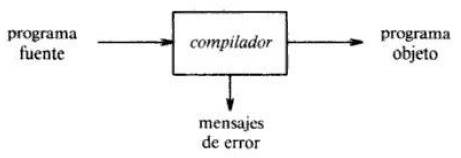 programa
fuente
compilador
programa
objeto
mensajes
de error